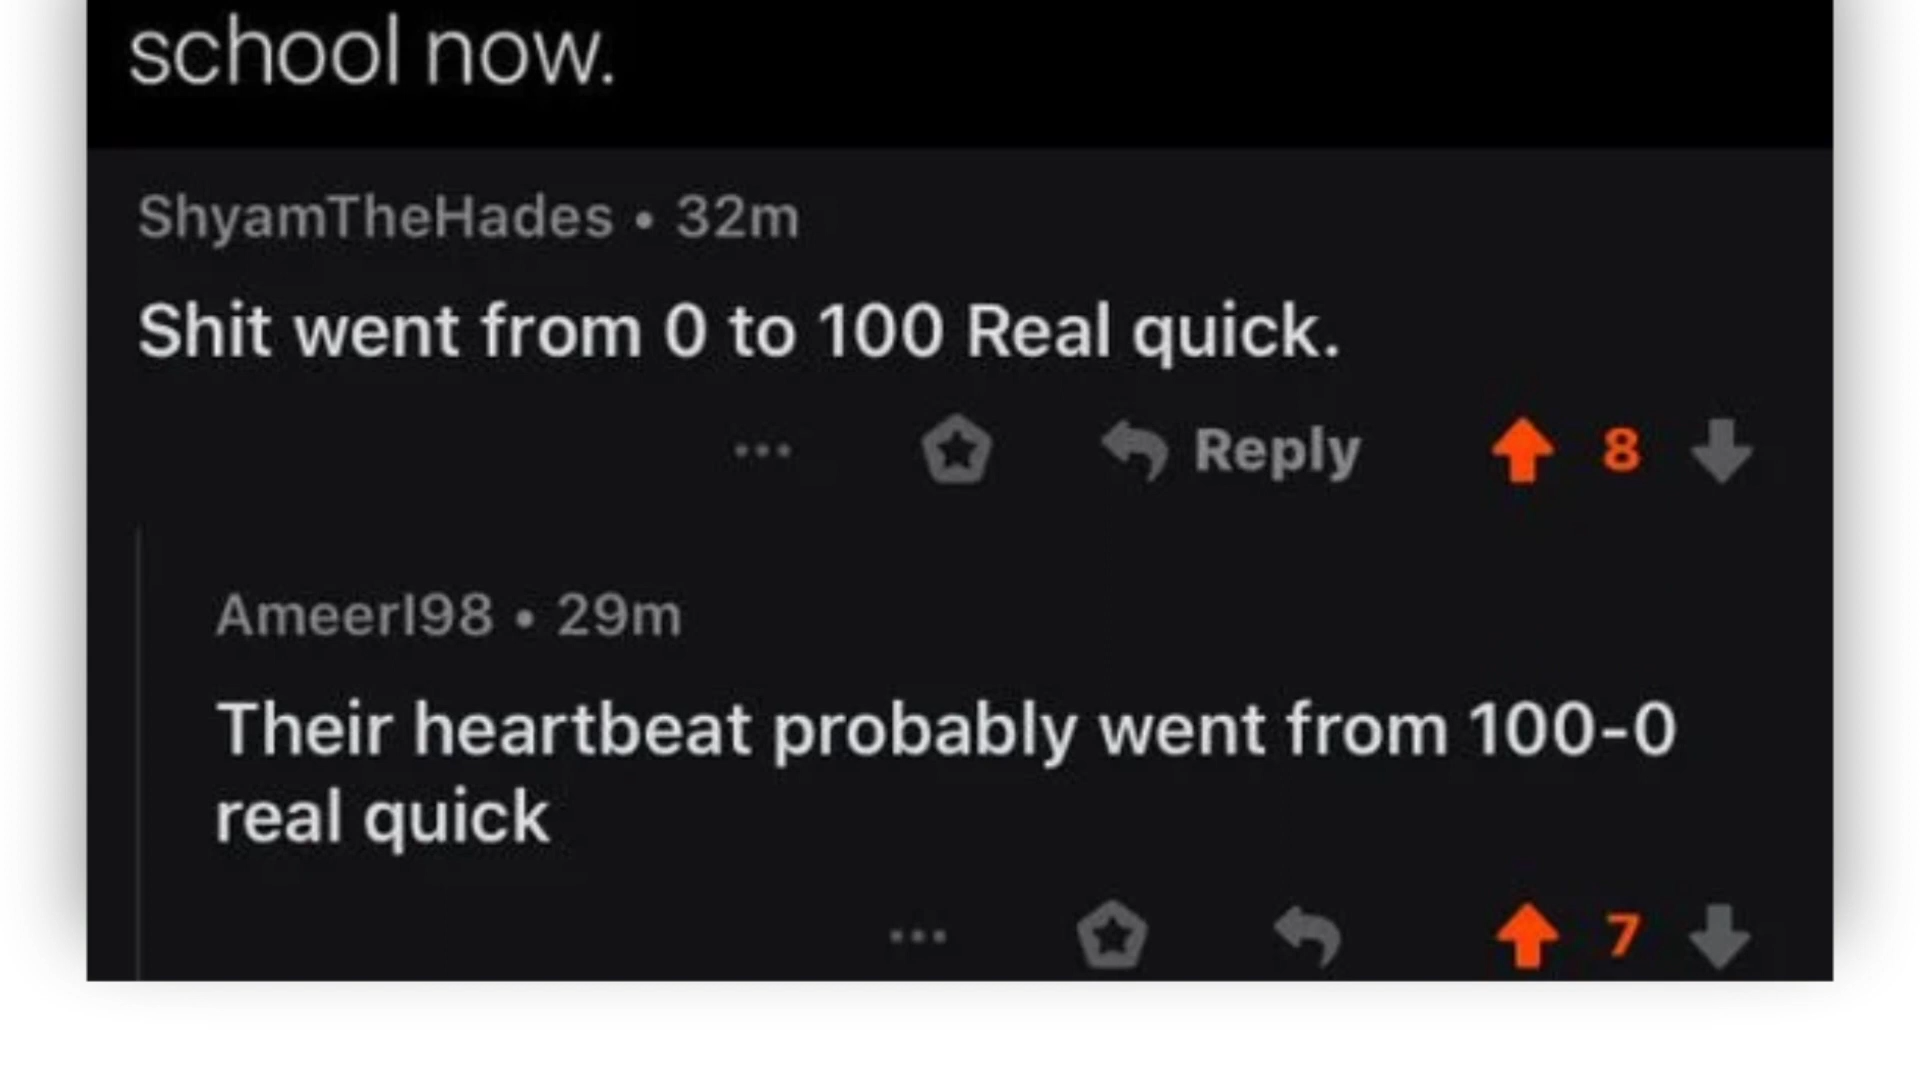 school now.
ShyamTheHades • 32m
Shit went from 0 to 100 Real quick.
Reply 8
AmeerI98 • 29m
Their heartbeat probably went from 100-0
real quick
7